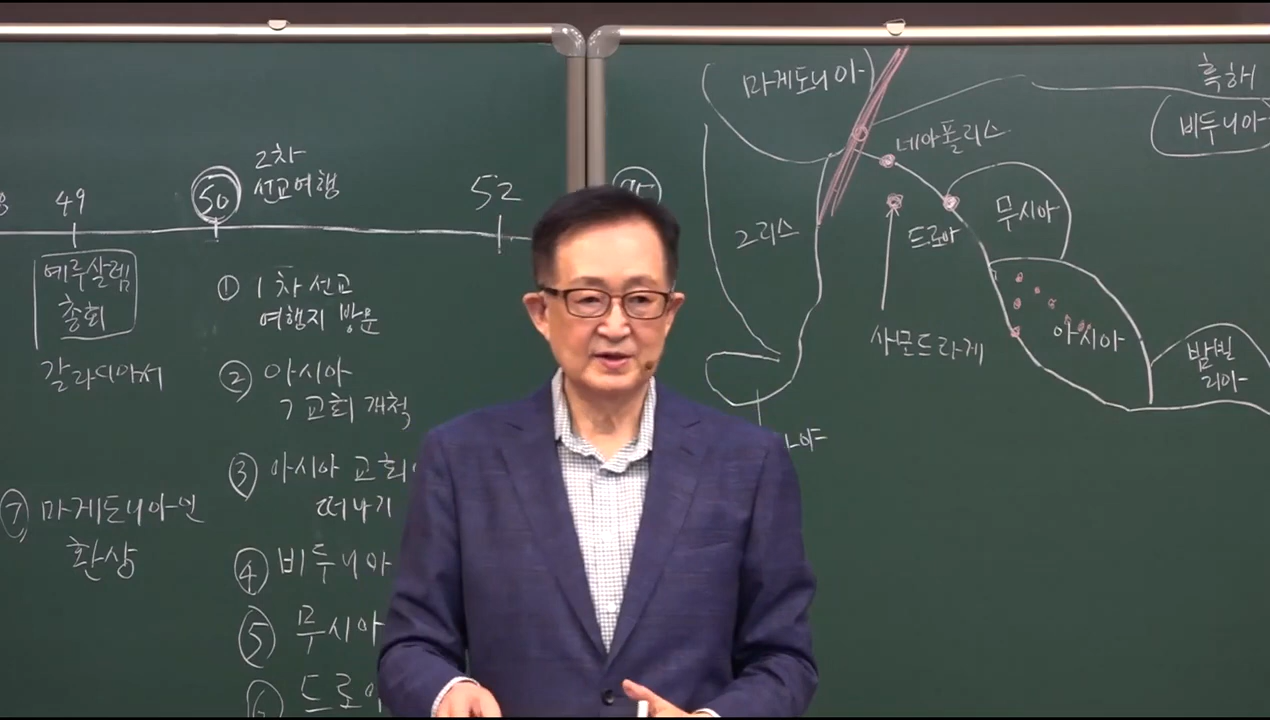 49
예루살렘
총회
갈라디아서
50
2차
선교여행
52
① 1차 선교
여행지 방문
② 아시아
7교회 개척
③ 아시아 교회
떠나기
④ 비두니아
⑤ 무시아
⑥ 드로아
⑦ 마게도니아인
환상
마게도니아
흑해
비두니아
네아폴리스
무시아
드로아
그리스
사모드라게
아시아
밤빌
리아